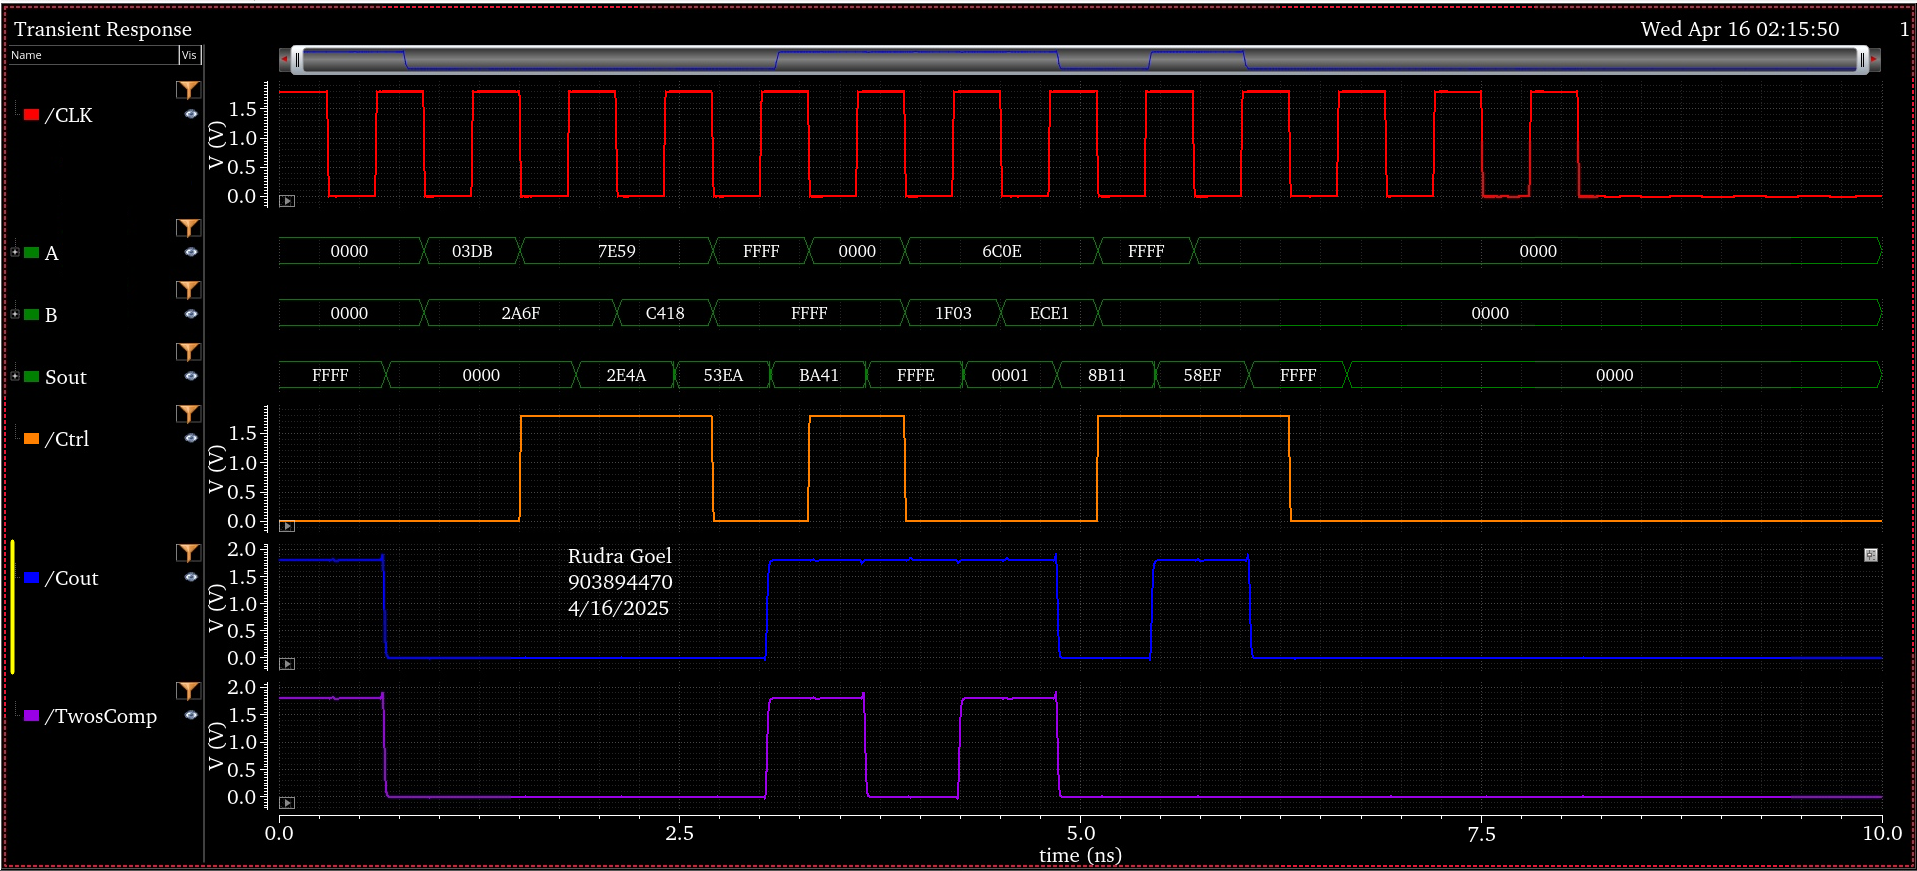 Transient Response
Wed Apr 16 02:15:50 1
Name Vis
/CLK
V (V)
1.5
1.0
0.5
0.0
A
0000 03DB 7E59 FFFF 0000 6C0E FFFF 0000
B
0000 2A6F C418 FFFF 1F03 ECE1 0000
Sout
FFFF 0000 2E4A 53EA BA41 FFFE 0001 8B11 58EF FFFF 0000
/Ctrl
V (V)
1.5
1.0
0.5
0.0
/Cout
V (V)
2.0
1.5
1.0
0.5
0.0
Rudra Goel
903894470
4/16/2025
/TwosComp
V (V)
2.0
1.5
1.0
0.5
0.0
0.0 2.5 5.0 7.5 10.0
time (ns)